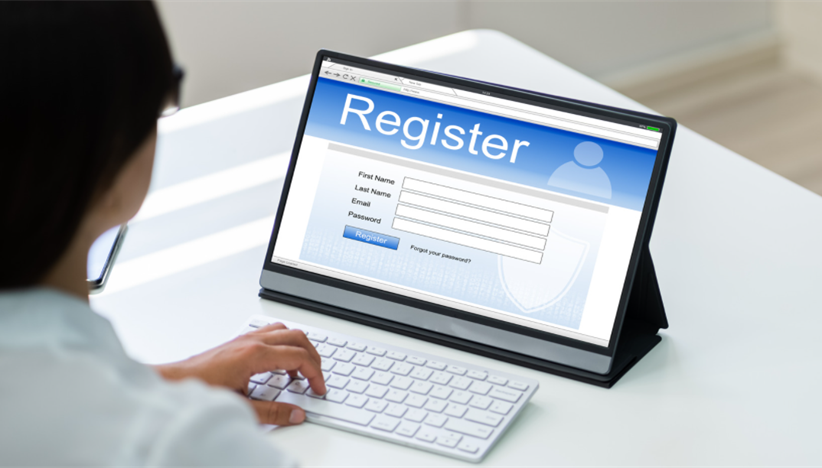 Register
First Name
Last Name
Email
Password
Register
Forgot your password?